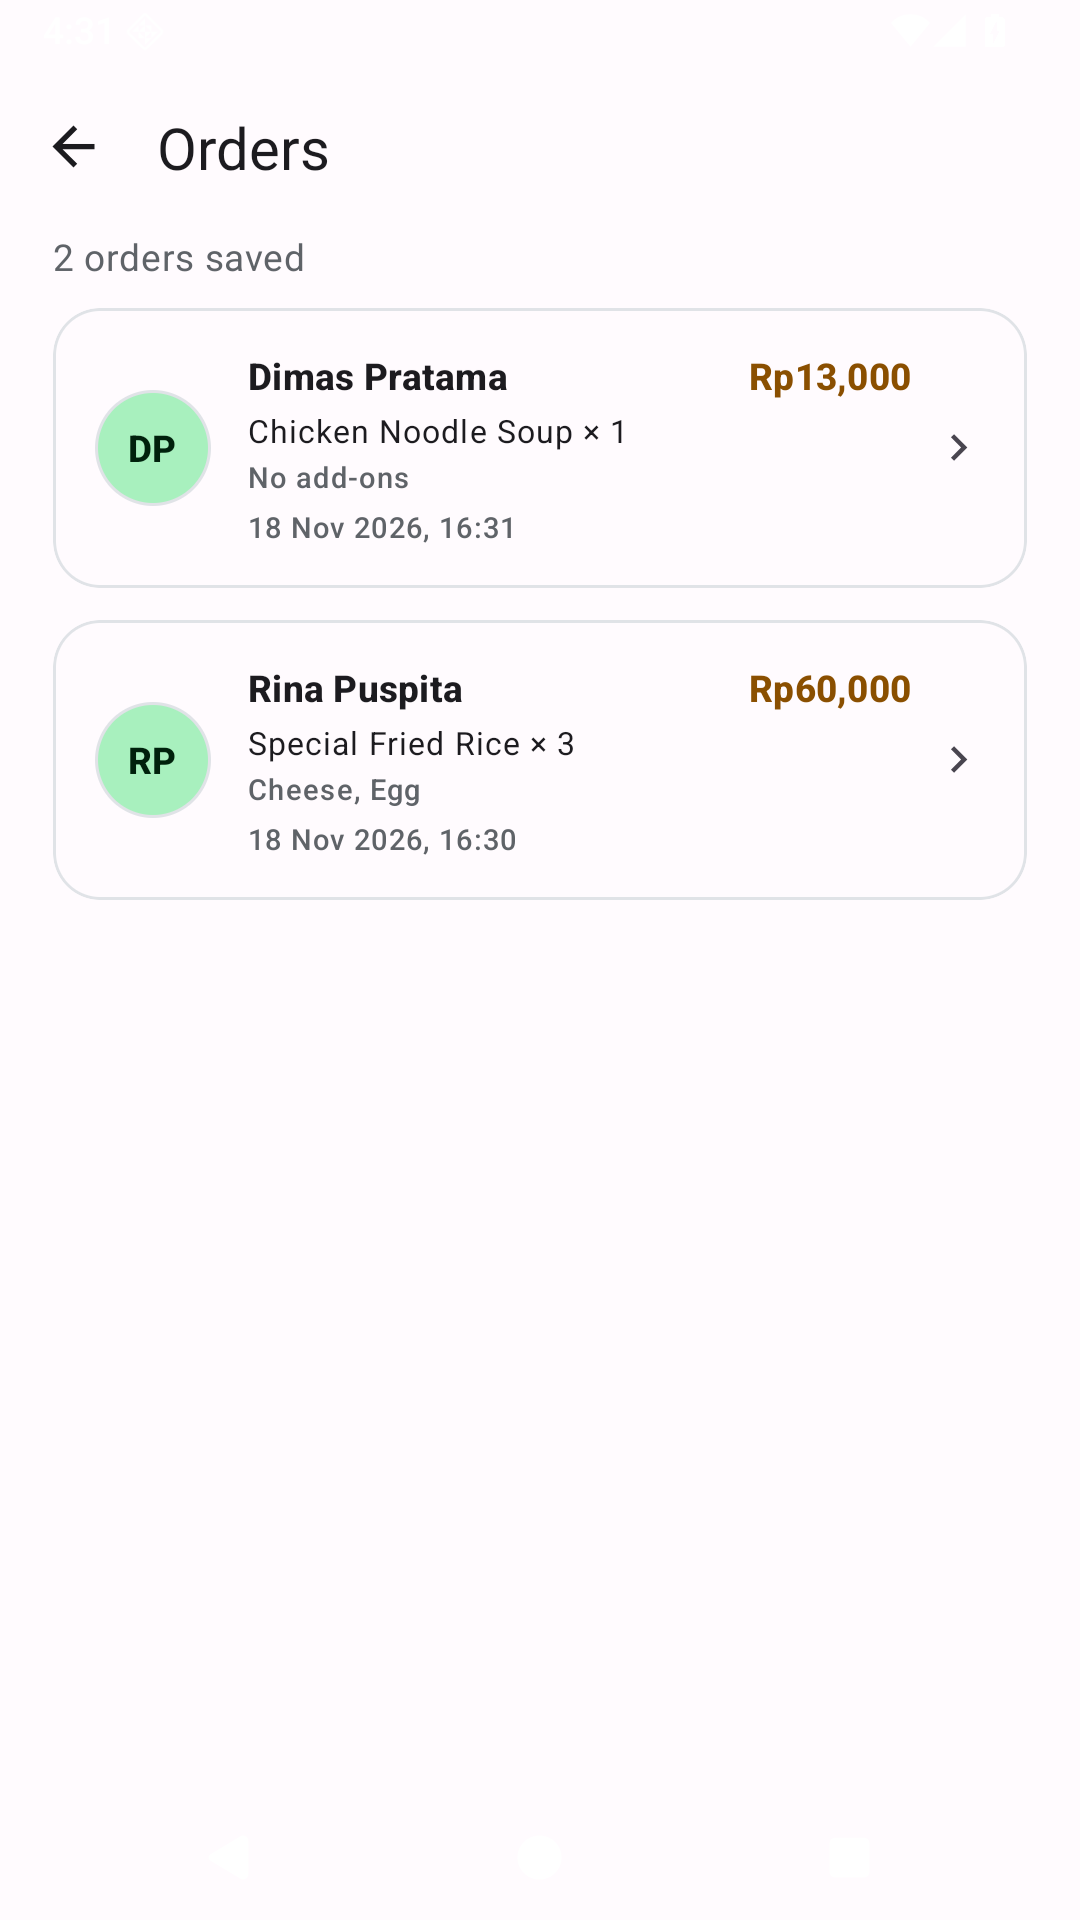 Orders
2 orders saved
Dimas Pratama
Rp13,000
DP
Chicken Noodle Soup × 1
No add-ons
18 Nov 2026, 16:31
Rina Puspita
Rp60,000
RP
Special Fried Rice × 3
Cheese, Egg
18 Nov 2026, 16:30